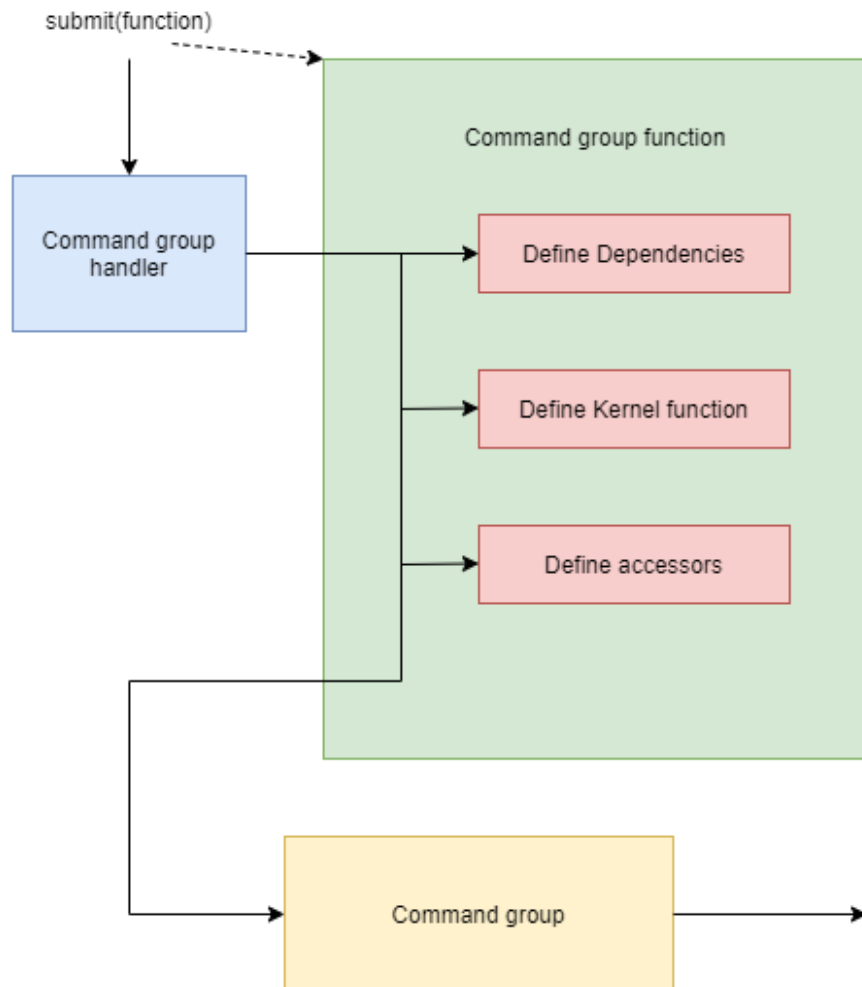 submit(function)
Command group function
Command group
handler
Define Dependencies
Define Kernel function
Define accessors
Command group